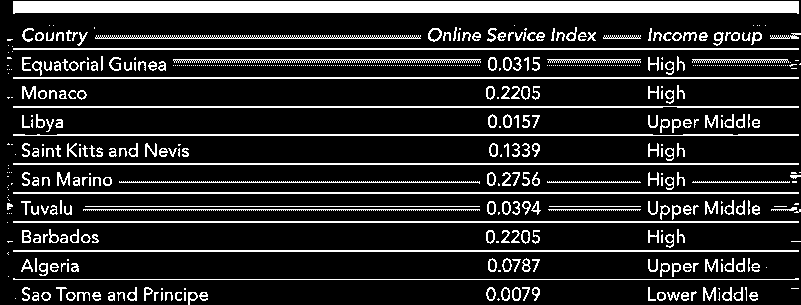 Country Online Service Index Income group
Equatorial Guinea 0.0315 High
Monaco 0.2205 High
Libya 0.0157 Upper Middle
Saint Kitts and Nevis 0.1339 High
San Marino 0.2756 High
Tuvalu 0.0394 Upper Middle
Barbados 0.2205 High
Algeria 0.0787 Upper Middle
Sao Tome and Principe 0.0079 Lower Middle